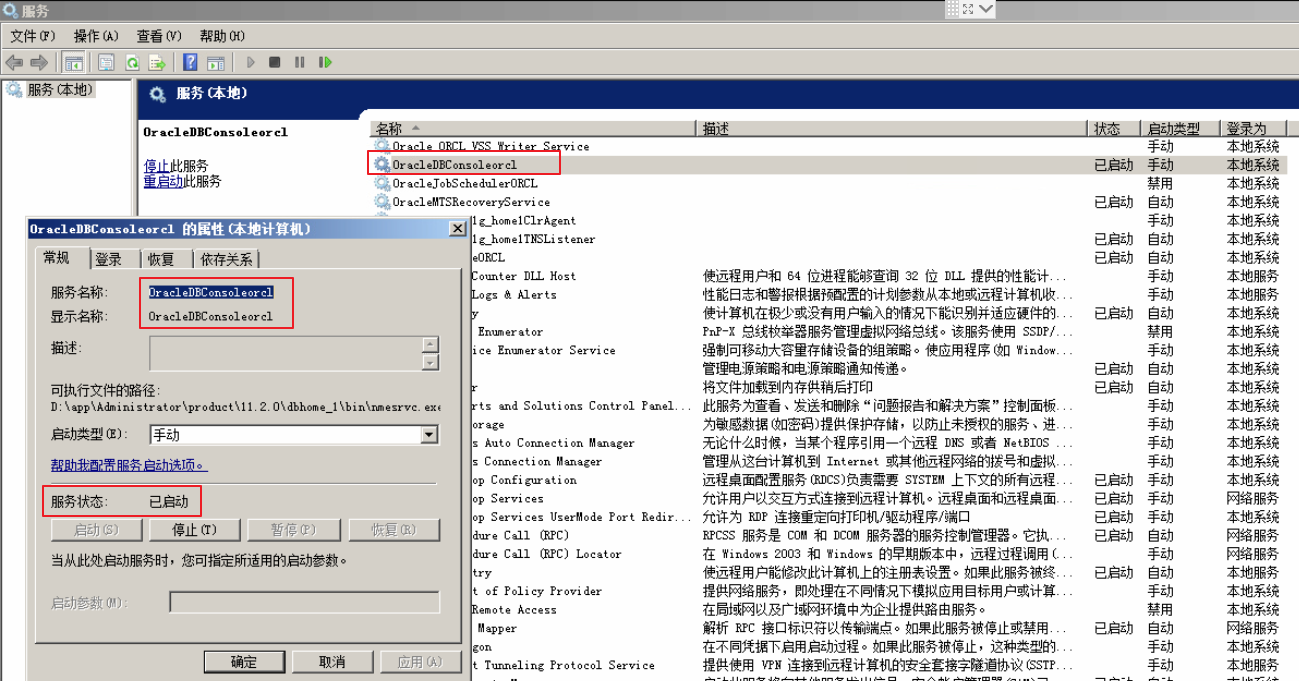 服务
文件(F) 操作(A) 查看(V) 帮助(H)
服务(本地)
服务(本地)
OracleDBConsoleorcl
停止此服务
重启动此服务
名称 描述 状态 启动类型 登录为
Oracle ORCL VSS Writer Service 手动 本地系统
OracleDBConsoleorcl 已启动 手动 本地系统
OracleJobSchedulerORCL 禁用 本地系统
OracleMTSRecoveryService 已启动 自动 本地系统
1g_home1ClrAgent 手动 本地系统
1g_home1TNSListener 已启动 自动 本地系统
eORCL 已启动 自动 本地系统
Counter DLL Host 使远程用户和 64 位进程能够查询 32 位 DLL 提供的性能计... 手动 本地服务
Logs & Alerts 性能日志和警报根据预配置的计划参数从本地或远程计算机收... 手动 本地服务
y 使计算机在极少或没有用户输入的情况下能识别并适应硬件的... 已启动 自动 本地系统
Enumerator PnP-X 总线枚举器服务管理虚拟网络总线。该服务使用 SSDP/... 禁用 本地系统
ice Enumerator Service 强制可移动大容量存储设备的组策略。使应用程序(如 Window... 手动 本地系统
管理电源策略和电源策略通知传递。 已启动 自动 本地系统
r 将文件加载到内存供稍后打印 已启动 自动 本地系统
rts and Solutions Control Panel... 此服务为查看、发送和删除“问题报告和解决方案”控制面板... 手动 本地系统
orage 为敏感数据(如密码)提供保护存储，以防止未授权的服务、进... 手动 本地系统
s Auto Connection Manager 无论什么时候，当某个程序引用一个远程 DNS 或者 NetBIOS ... 手动 本地系统
s Connection Manager 管理从这台计算机到 Internet 或其他远程网络的拨号和虚拟... 手动 本地系统
op Configuration 远程桌面配置服务(RDCS)负责需要 SYSTEM 上下文的所有远程... 已启动 手动 本地系统
op Services 允许用户以交互方式连接到远程计算机。远程桌面和远程桌面... 已启动 手动 网络服务
op Services UserMode Port Redir... 允许为 RDP 连接重定向打印机/驱动程序/端口 已启动 手动 本地系统
dure Call (RPC) RPCSS 服务是 COM 和 DCOM 服务器的服务控制管理器。它执... 已启动 自动 网络服务
dure Call (RPC) Locator 在 Windows 2003 和 Windows 的早期版本中，远程过程调用(... 手动 网络服务
try 使远程用户能修改此计算机上的注册表设置。如果此服务被终... 已启动 自动 本地服务
t of Policy Provider 提供网络服务，即处理在不同情况下模拟应用目标用户或计算... 手动 本地系统
Remote Access 在局域网以及广域网环境中为企业提供路由服务。 禁用 本地系统
Mapper 解析 RPC 接口标识符以传输端点。如果此服务被停止或禁用... 已启动 自动 网络服务
gon 在不同凭据下启用启动过程。如果此服务被停止，这种类型的... 手动 本地系统
t Tunneling Protocol Service 提供使用 VPN 连接到远程计算机的安全套接字隧道协议(SSTP... 手动 本地服务
OracleDBConsoleorcl 的属性(本地计算机)
常规 登录 恢复 依存关系
服务名称: OracleDBConsoleorcl
显示名称: OracleDBConsoleorcl
描述:
可执行文件的路径:
D:\app\Administrator\product\11.2.0\dbhome_1\bin\nmesrvc.exe
启动类型(E): 手动
帮助我配置服务启动选项。
服务状态: 已启动
启动(S) 停止(T) 暂停(P) 恢复(R)
当从此处启动服务时，您可指定所适用的启动参数。
启动参数(M):
确定 取消 应用(A)